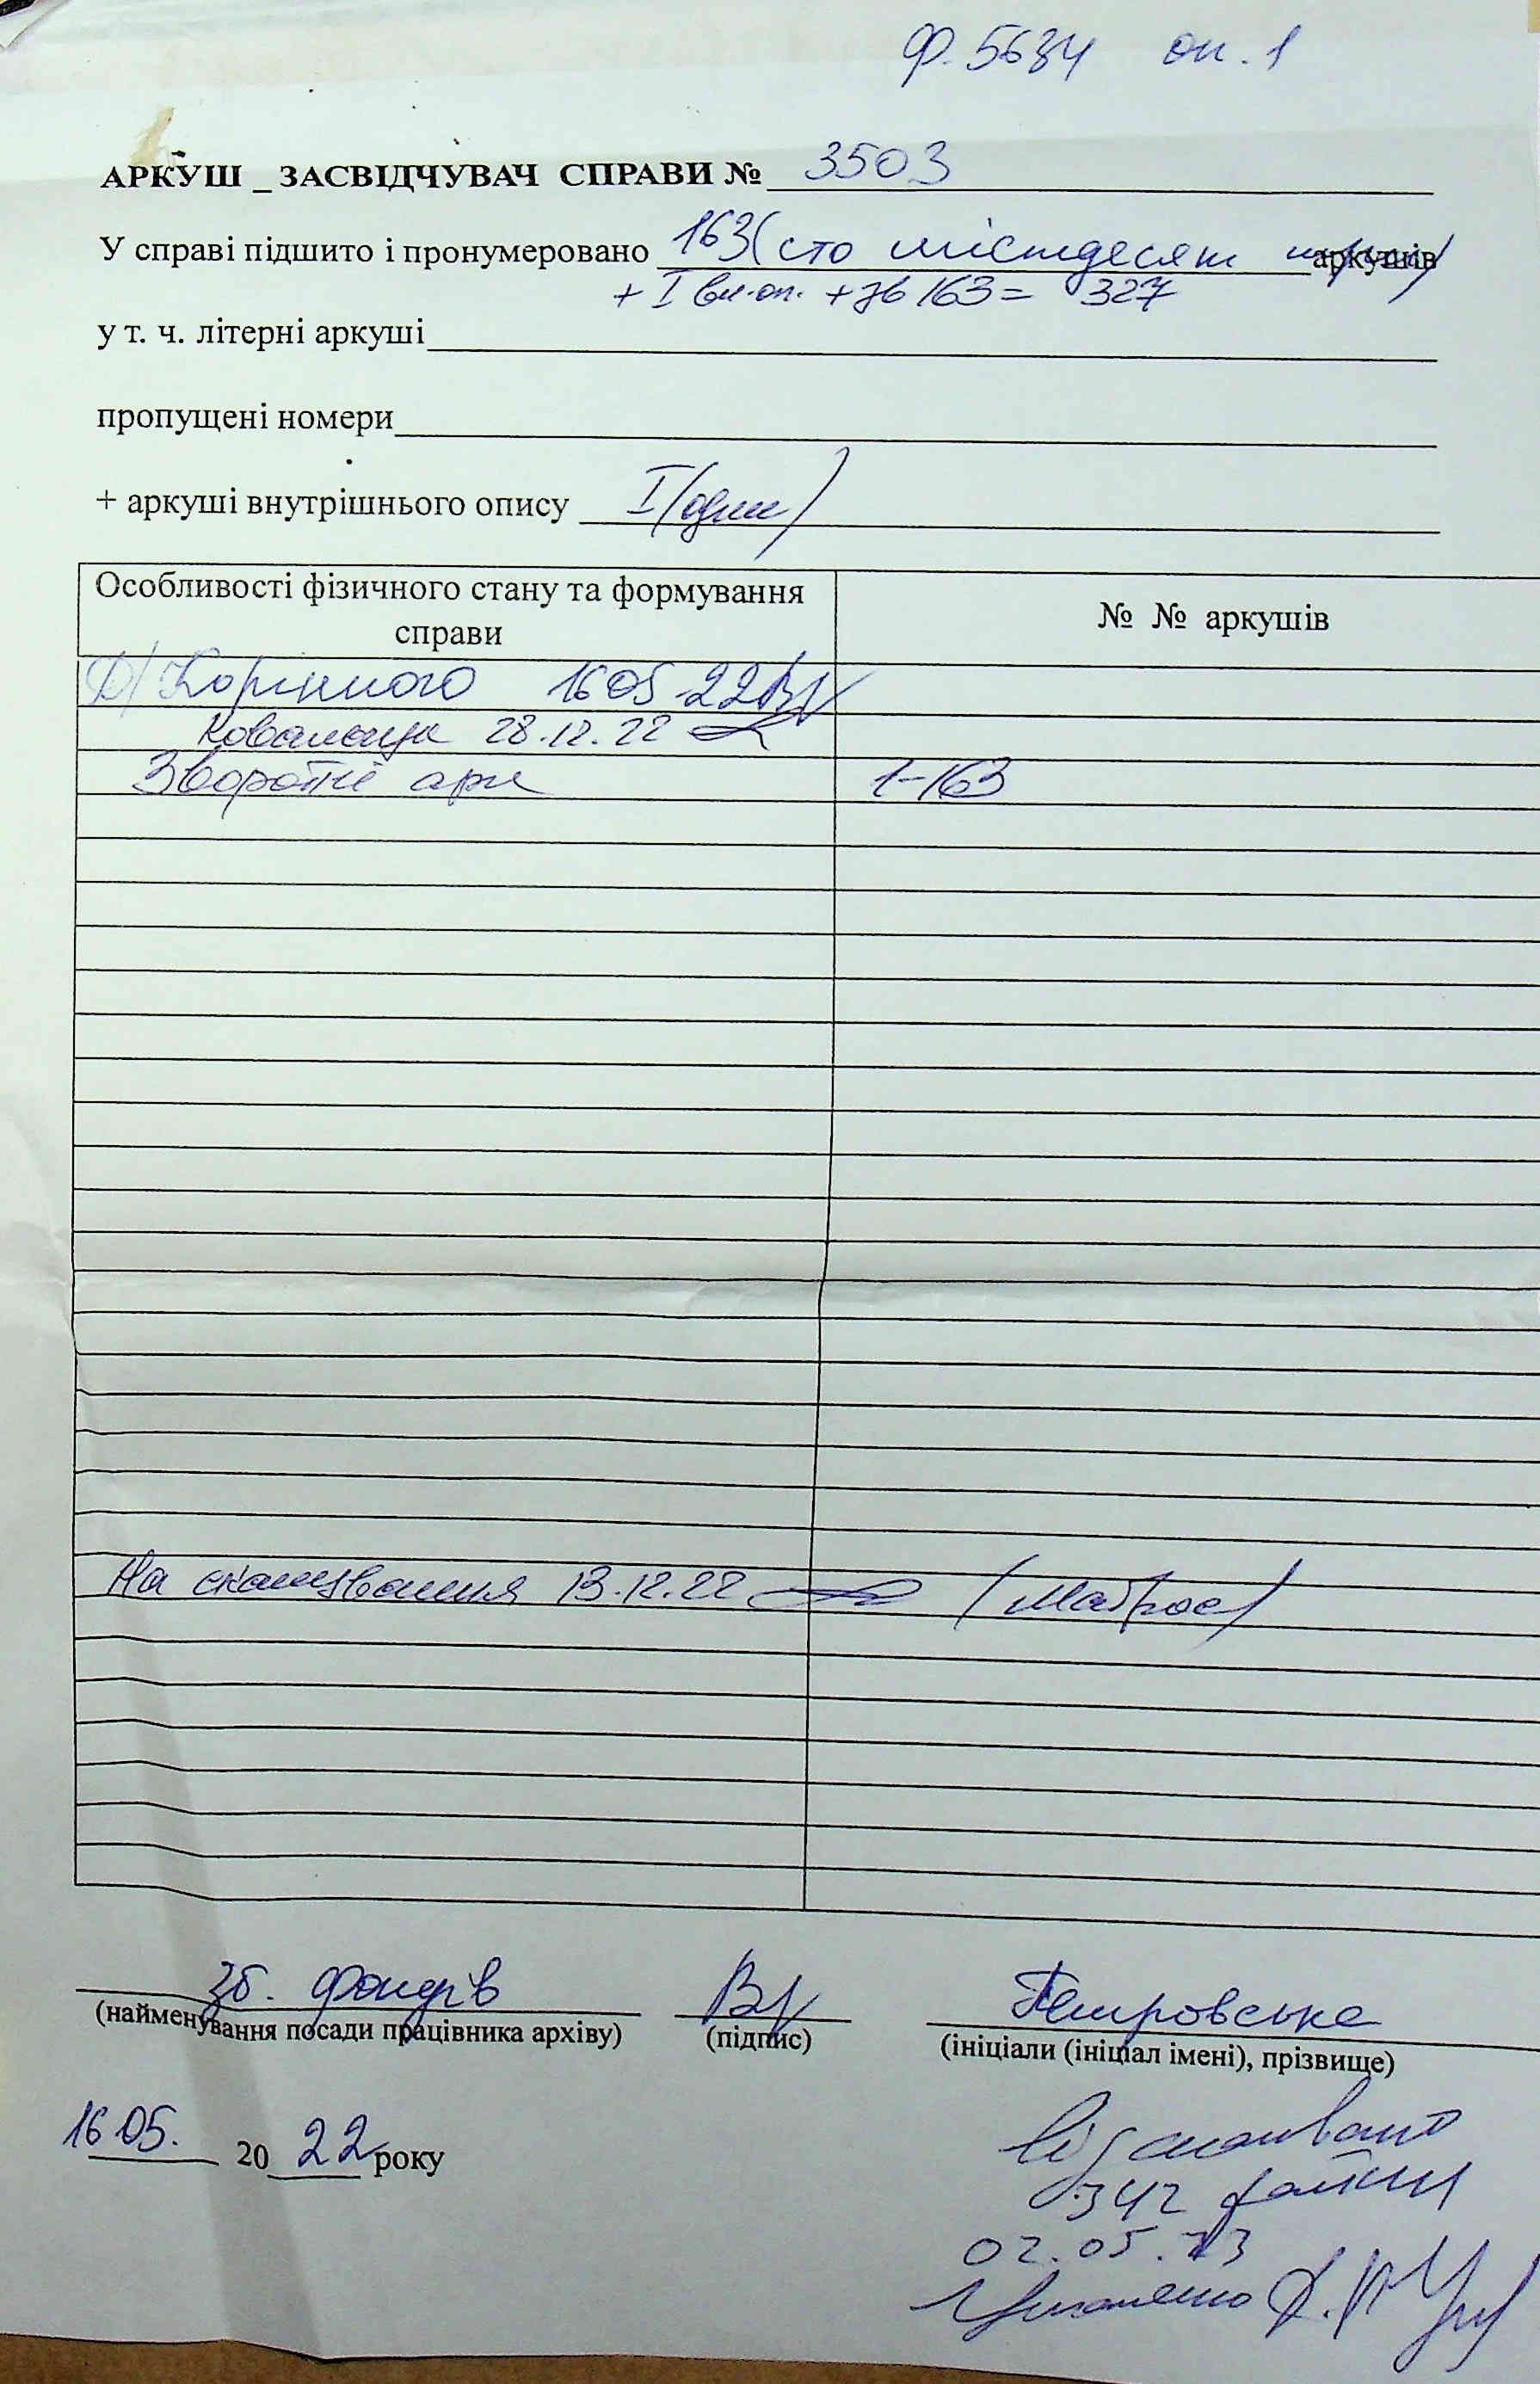 ф. 5634 оп. 1
АРКУШ _ ЗАСВІДЧУВАЧ СПРАВИ № 3503
У справі підшито і пронумеровано 163 (сто шістдесят три) аркушів
+ I вн. оп. + зв 163 = 327
у т. ч. літерні аркуші
пропущені номери
+ аркуші внутрішнього опису I (один)
Особливості фізичного стану та формування справи
№ № аркушів
16 05 22
28.12.22
Зворотні арк 1-163
На сканування 13.12.22 (Матрос)
зб. фондів Петровська
(найменування посади працівника архіву) (підпис) (ініціали (ініціал імені), прізвище)
16 05. 20 22 року
Відскановано
342 файли
02.05.23